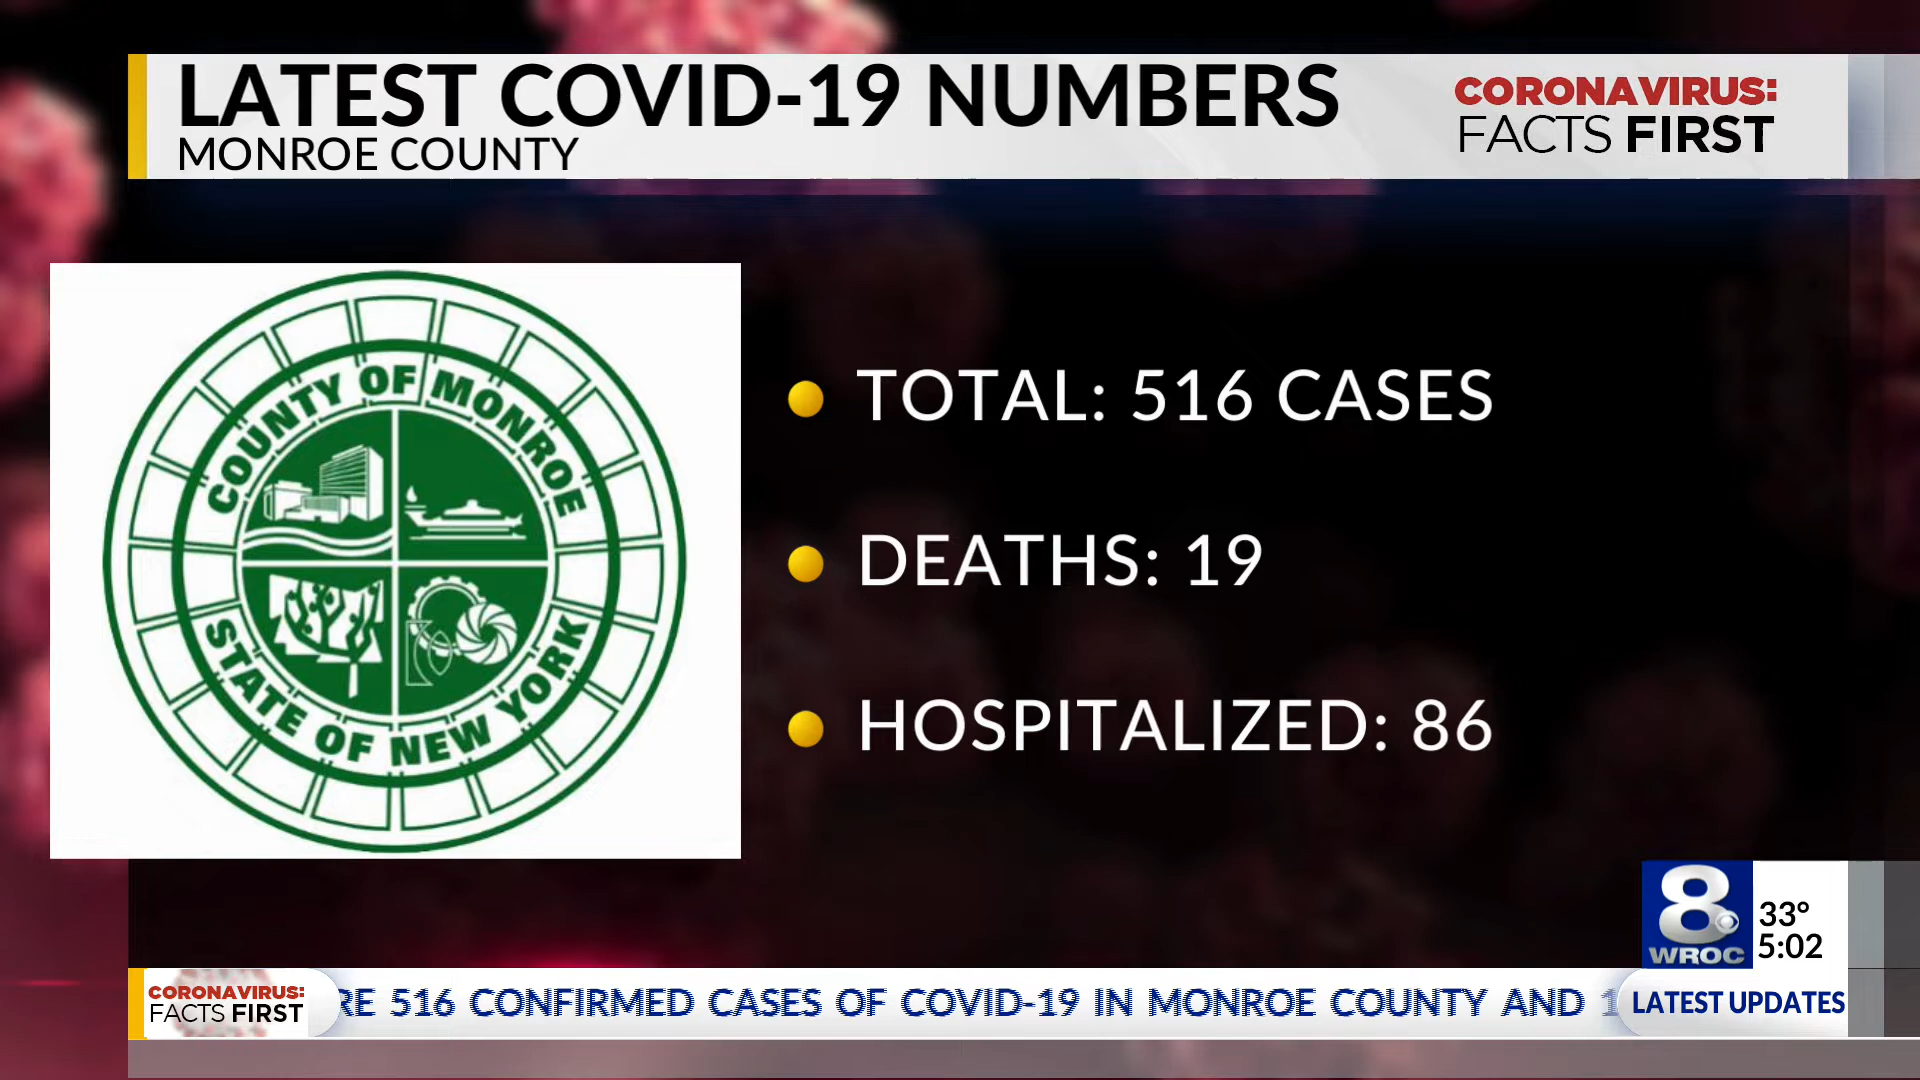 LATEST COVID-19 NUMBERS
MONROE COUNTY
CORONAVIRUS:
FACTS FIRST
COUNTY OF MONROE
STATE OF NEW YORK
TOTAL: 516 CASES
DEATHS: 19
HOSPITALIZED: 86
8
WROC
33°
5:02
CORONAVIRUS:
FACTS FIRST
RE 516 CONFIRMED CASES OF COVID-19 IN MONROE COUNTY AND 1
LATEST UPDATES